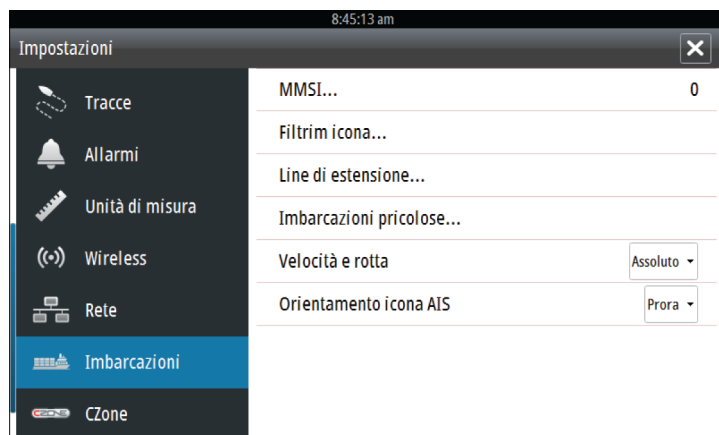 8:45:13 am
Impostazioni
Tracce
Allarmi
Unità di misura
Wireless
Rete
Imbarcazioni
CZONE
CZone
MMSI... 0
Filtrim icona...
Line di estensione...
Imbarcazioni pricolose...
Velocità e rotta Assoluto
Orientamento icona AIS Prora